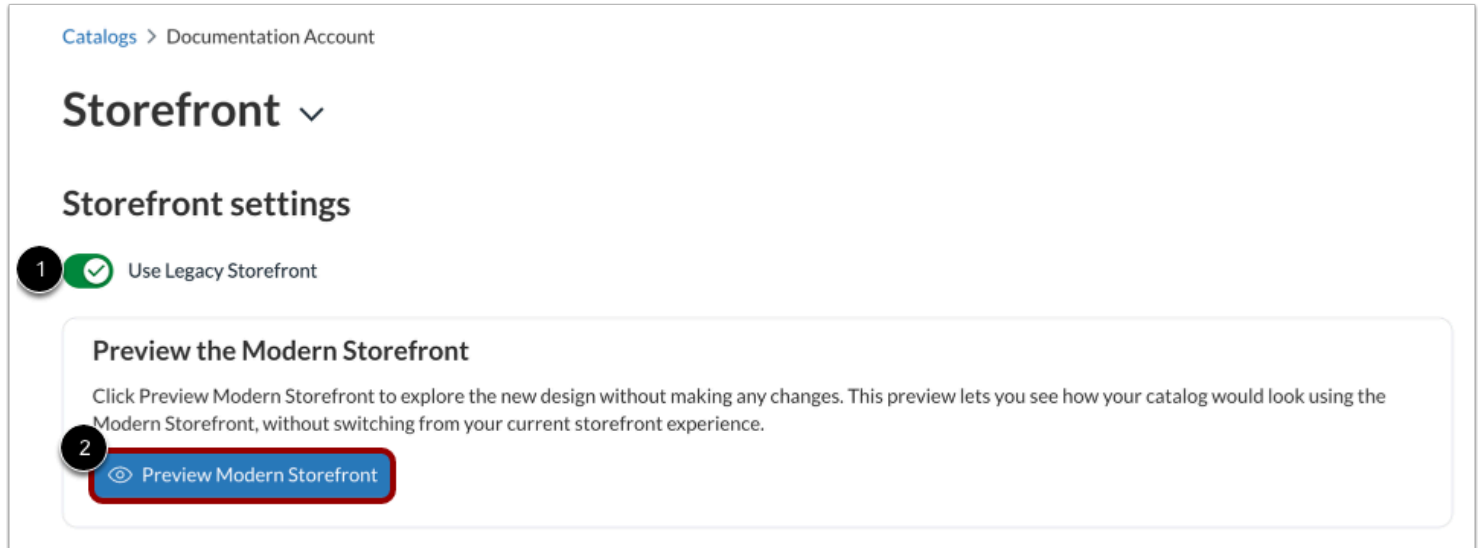 Catalogs > Documentation Account
Storefront
Storefront settings
1
Use Legacy Storefront
Preview the Modern Storefront
Click Preview Modern Storefront to explore the new design without making any changes. This preview lets you see how your catalog would look using the
Modern Storefront, without switching from your current storefront experience.
2
Preview Modern Storefront